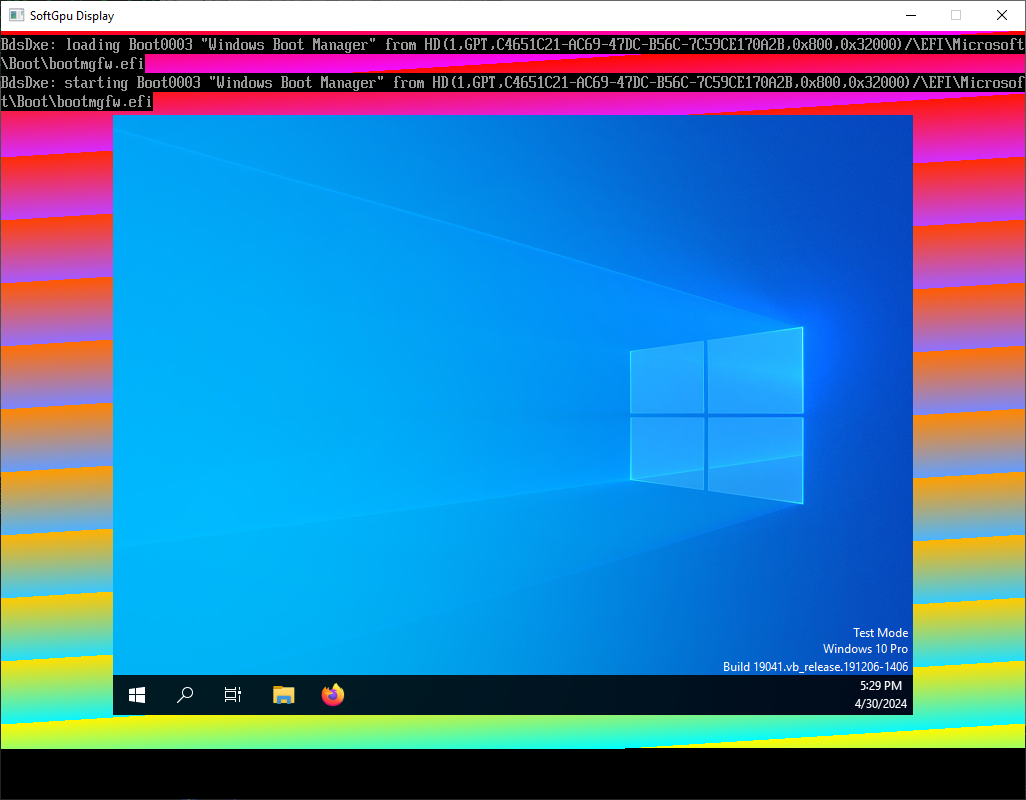 SoftGpu Display
BdsDxe: loading Boot0003 "Windows Boot Manager" from HD(1,GPT,C4651C21-AC69-47DC-B56C-7C59CE170A2B,0x800,0x32000)/\EFI\Microsoft
\Boot\bootmgfw.efi
BdsDxe: starting Boot0003 "Windows Boot Manager" from HD(1,GPT,C4651C21-AC69-47DC-B56C-7C59CE170A2B,0x800,0x32000)/\EFI\Microsof
t\Boot\bootmgfw.efi
Test Mode
Windows 10 Pro
Build 19041.vb_release.191206-1406
5:29 PM
4/30/2024